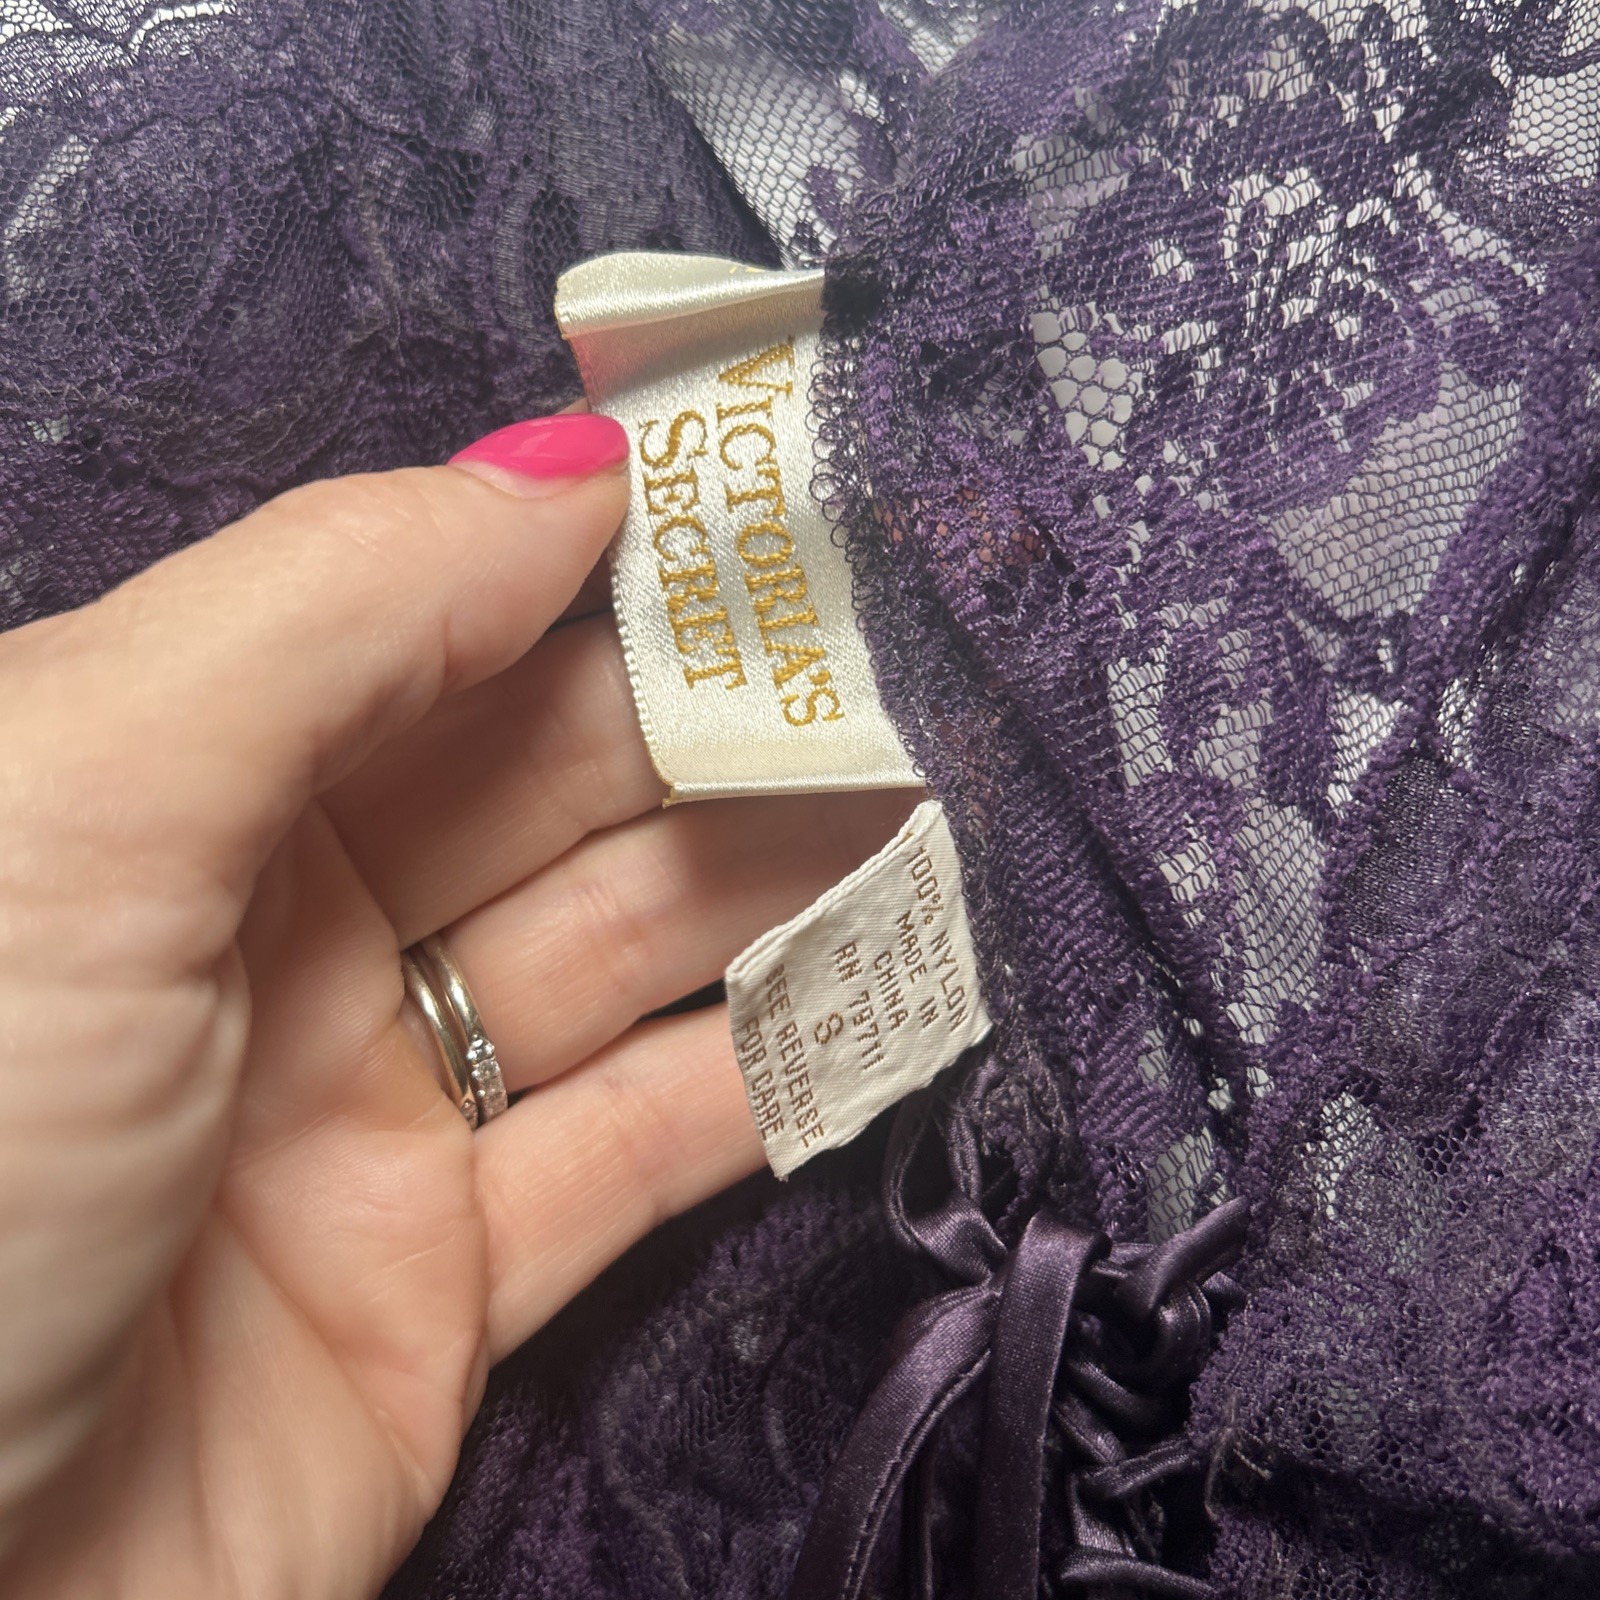 VICTORIA'S
SECRET
100% NYLON
MADE IN
CHINA
RN 79711
S
SEE REVERSE
FOR CARE